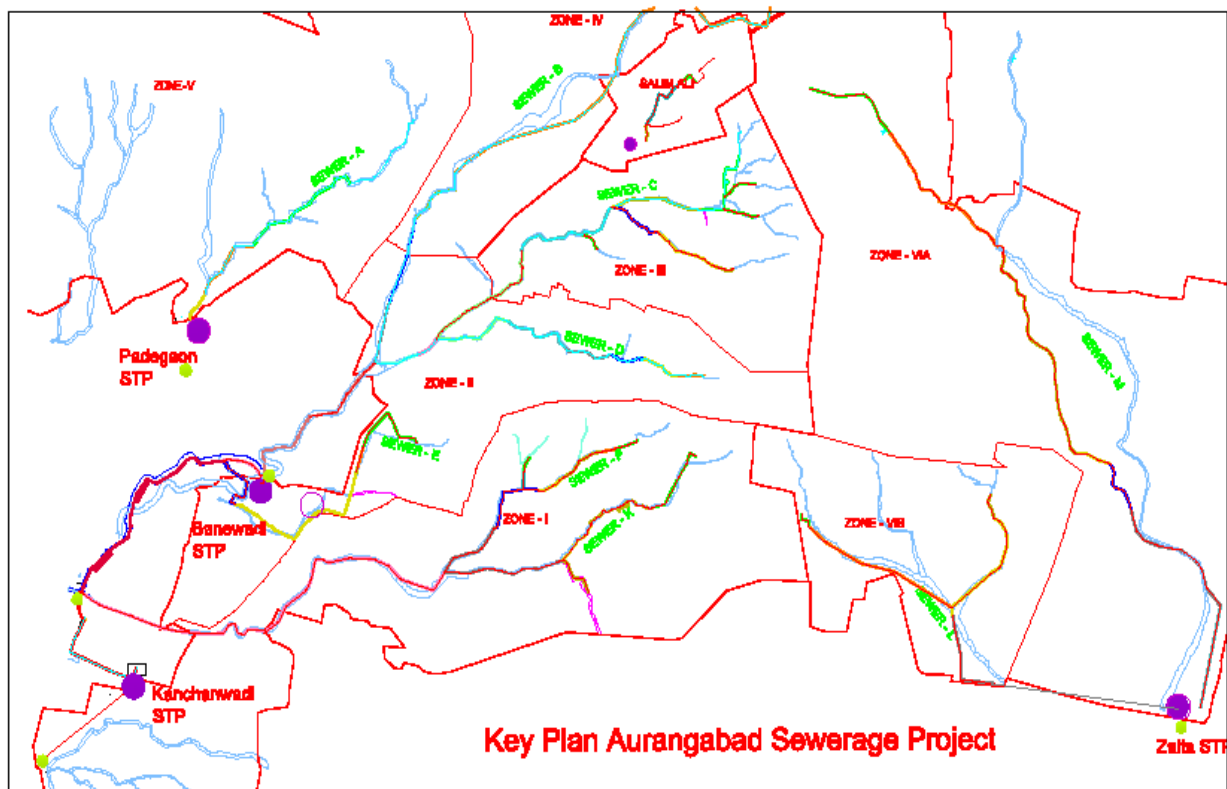 ZONE - IV
ZONE-V
SEWER - B
SALIM ALI
SEWER - A
SEWER - C
ZONE - III
ZONE - VIA
Padegaon
STP
SEWER - D
SEWER - M
ZONE - II
SEWER - E
SEWER - F
Banewadi
STP
ZONE - I
SEWER - K
ZONE - VIB
SEWER - L
Kanchanwadi
STP
Key Plan Aurangabad Sewerage Project
Zalta STP